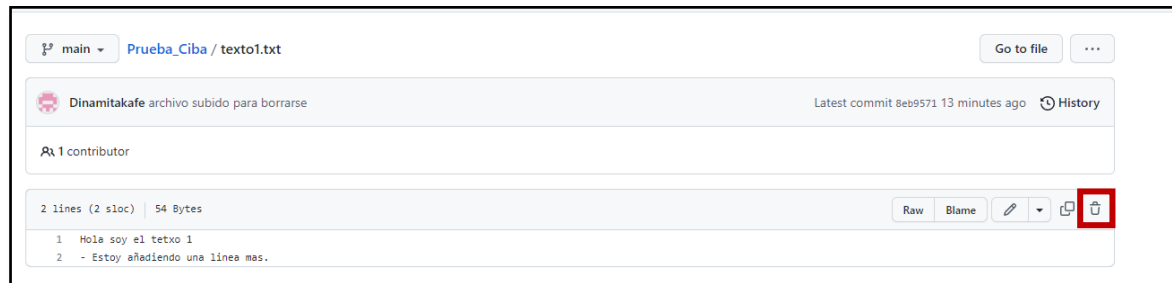 main Prueba_Ciba / texto1.txt Go to file ...
Dinamitakafe archivo subido para borrarse Latest commit 8eb9571 13 minutes ago History
1 contributor
2 lines (2 sloc) 54 Bytes Raw Blame
1 Hola soy el tetxo 1
2 - Estoy añadiendo una linea mas.